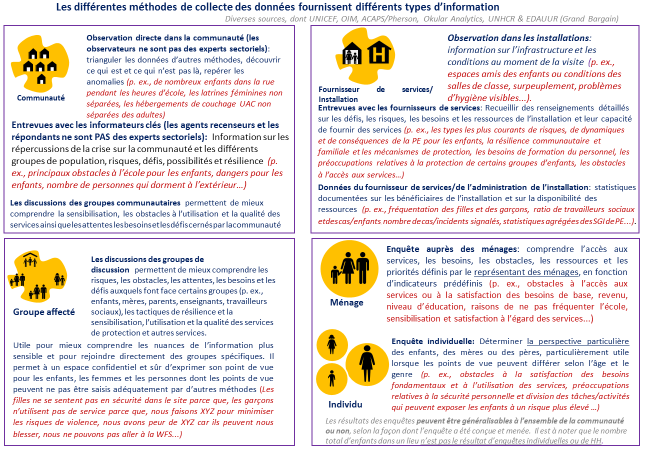 Les différentes méthodes de collecte des données fournissent différents types d'information
Diverses sources, dont UNICEF, OIM, ACAPS/Pherson, Okular Analytics, UNHCR & EDAUUR (Grand Bargain)
Communauté
Observation directe dans la communauté (les
observateurs ne sont pas des experts sectoriels):
trianguler les données d'autres méthodes, découvrir
ce qui est et ce qui n'est pas là, repérer les
anomalies (p. ex., de nombreux enfants dans la rue
pendant les heures d'école, les latrines féminines non
séparées, les hébergements de couchage UAC non
séparées des adultes)
Entrevues avec les informateurs clés (les agents recenseurs et les
répondants ne sont PAS des experts sectoriels): Information sur les
répercussions de la crise sur la communauté et les différents
groupes de population, risques, défis, possibilités et résilience (p.
ex., principaux obstacles à l'école pour les enfants, dangers pour les
enfants, nombre de personnes qui dorment à l'extérieur...)
Les discussions des groupes communautaires permettent de mieux
comprendre la sensibilisation, les obstacles à l'utilisation et la qualité des
services ainsi que les attentes les besoins et les défis cernés par la communauté
Fournisseur de services/
Installation
Observation dans les installations:
information sur l'infrastructure et les
conditions au moment de la visite (p. ex.,
espaces amis des enfants ou conditions des
salles de classe, surpeuplement, problèmes
d'hygiène visibles...).
Entrevues avec les fournisseurs de services: Recueillir des renseignements détaillés
sur les défis, les risques, les besoins et les ressources de l'installation et leur capacité
de fournir des services (p. ex., les types les plus courants de risques, de dynamiques
et de conséquences de la PE pour les enfants, la résilience communautaire et
familiale et les mécanismes de protection, les besoins de formation du personnel, les
préoccupations relatives à la protection de certains groupes d'enfants, les obstacles
à l'accès aux services...)
Données du fournisseur de services/de l'administration de l'installation: statistiques
documentées sur les bénéficiaires de l'installation et sur la disponibilité des
ressources (p. ex., fréquentation des filles et des garçons, ratio de travailleurs sociaux
et des cas/enfants nombre de cas/incidents signalés, statistiques agrégées des SGI de PE...).
Groupe affecté
Les discussions des groupes de
discussion permettent de mieux comprendre les
risques, les obstacles, les attentes, les besoins et les
défis auxquels font face certains groupes (p. ex.,
enfants, mères, parents, enseignants, travailleurs
sociaux), les tactiques de résilience et la
sensibilisation, l'utilisation et la qualité des services
de protection et autres services.
Utile pour mieux comprendre les nuances de l'information plus
sensible et pour rejoindre directement des groupes spécifiques. Il
permet à un espace confidentiel et sûr d'exprimer son point de vue
pour les enfants, les femmes et les personnes dont les points de vue
peuvent ne pas être saisis adéquatement par d'autres méthodes (Les
filles ne se sentent pas en sécurité dans le site parce que, les garçons
n'utilisent pas de service parce que, nous faisons XYZ pour minimiser
les risques de violence, nous avons peur de XYZ car ils peuvent nous
blesser, nous ne pouvons pas aller à la WFS...)
Ménage
Enquête auprès des ménages: comprendre l'accès aux
services, les besoins, les obstacles, les ressources et les
priorités définis par le représentant des ménages, en fonction
d'indicateurs prédéfinis (p. ex., obstacles à l'accès aux
services ou à la satisfaction des besoins de base, revenu,
niveau d'éducation, raisons de ne pas fréquenter l'école,
sensibilisation et satisfaction à l'égard des services...)
Individu
Enquête individuelle: Déterminer la perspective particulière
des enfants, des mères ou des pères, particulièrement utile
lorsque les points de vue peuvent différer selon l'âge et le
genre (p. ex., obstacles à la satisfaction des besoins
fondamentaux et à l'utilisation des services, préoccupations
relatives à la sécurité personnelle et division des tâches/activités
qui peuvent exposer les enfants à un risque plus élevé ...)
Les résultats des enquêtes peuvent être généralisables à l'ensemble de la communauté
ou non, selon la façon dont l'enquête a été conçue et menée. Il est à noter que le nombre
total d'enfants dans un lieu n'est pas le résultat d'enquêtes individuelles ou de HH.